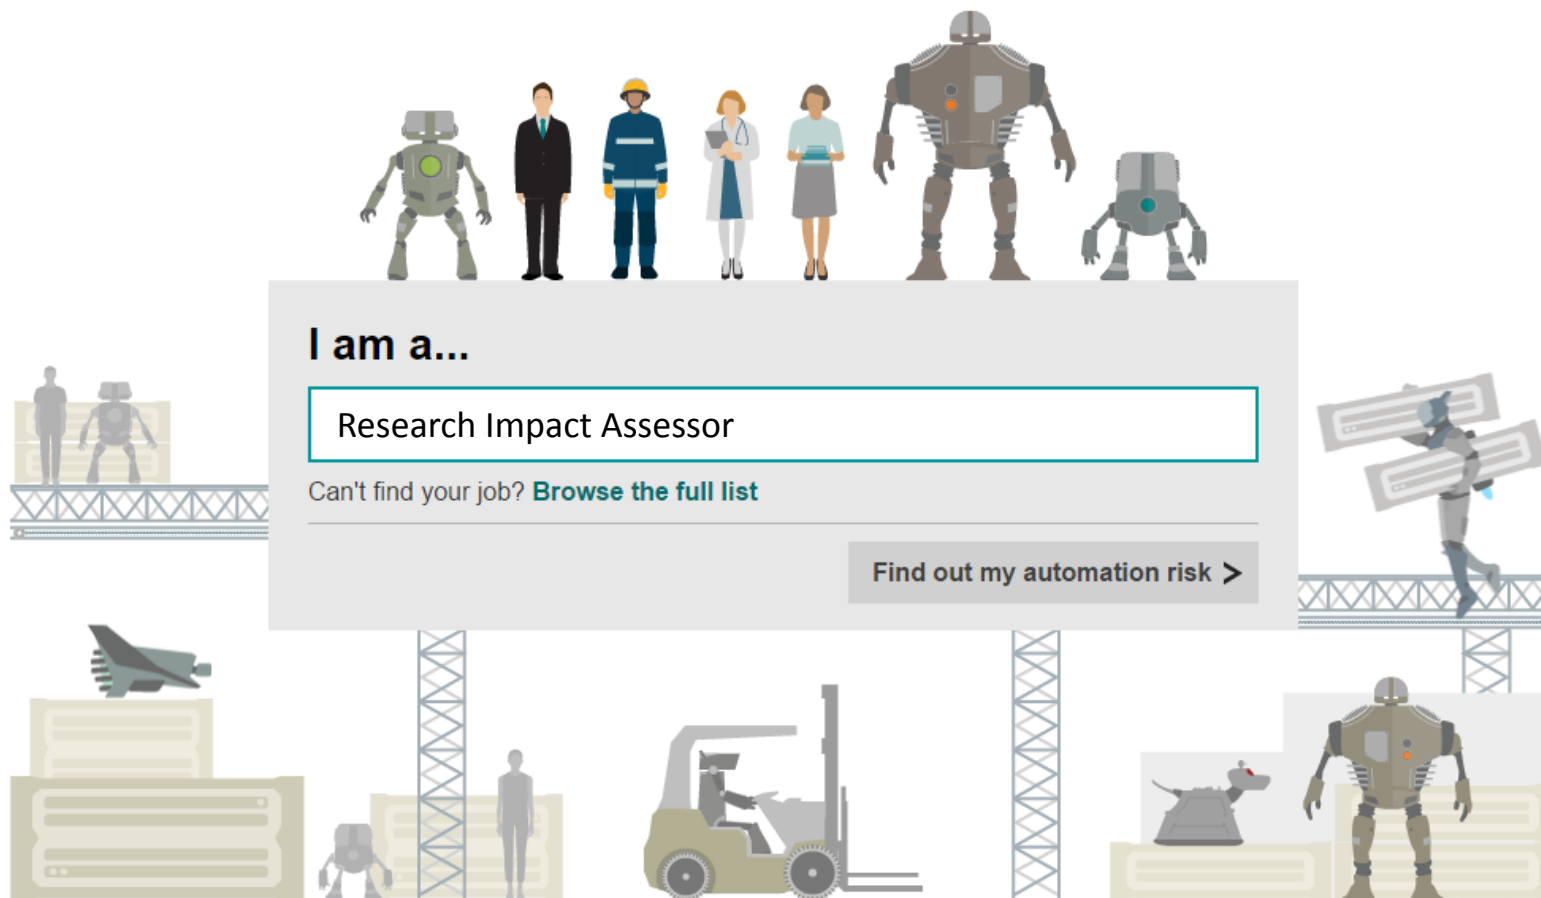 I am a...
Research Impact Assessor
Can't find your job? Browse the full list
Find out my automation risk >